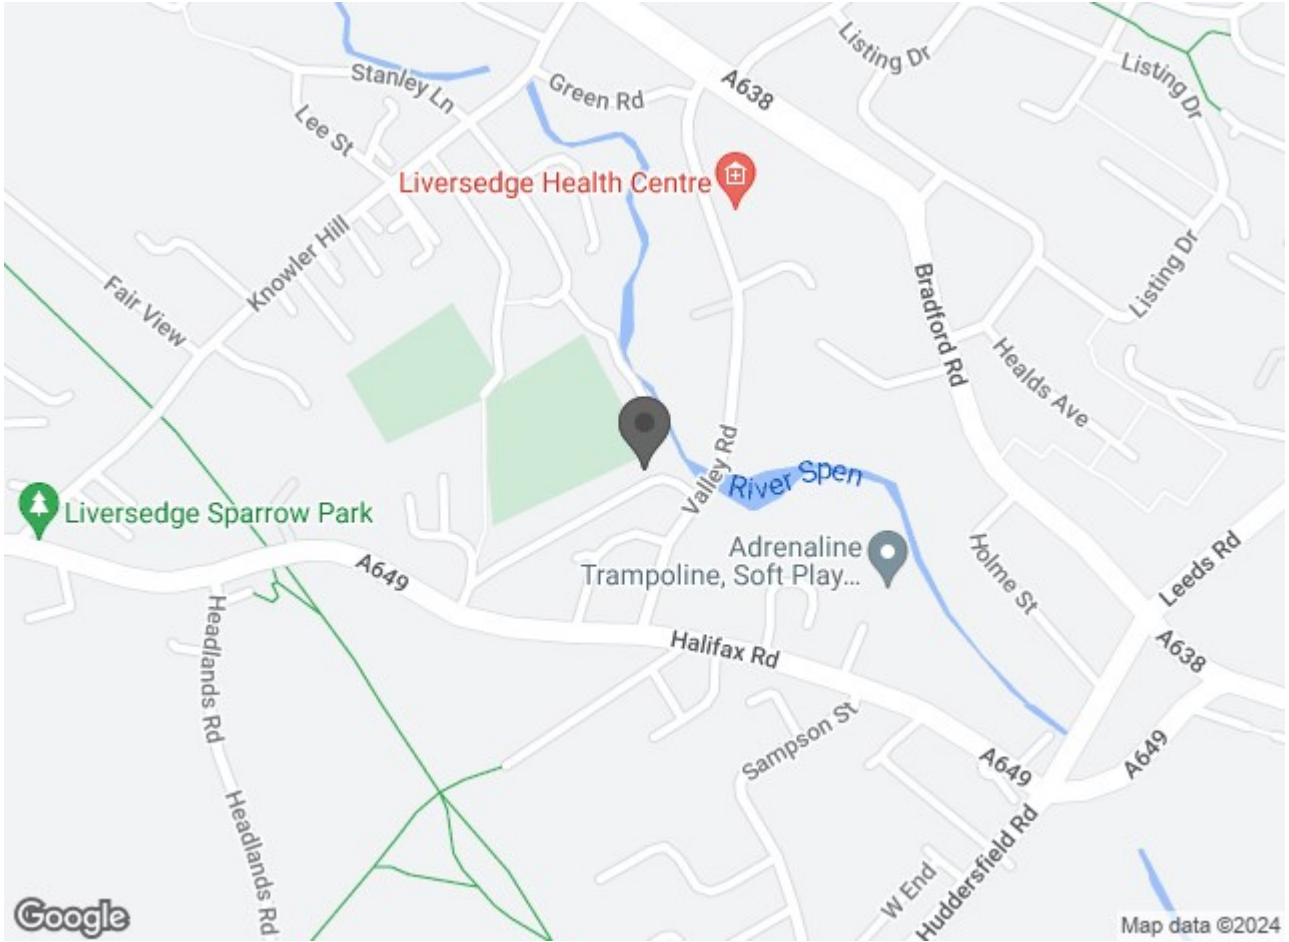 Listing Dr
Stanley Ln
Green Rd
A638
Listing Dr
Lee St
Liversedge Health Centre
Knowler Hill
Fair View
Listing Dr
Bradford Rd
Healds Ave
Valley Rd
River Spen
Liversedge Sparrow Park
Adrenaline
Trampoline, Soft Play...
Holme St
Leeds Rd
A649
Headlands Rd
Halifax Rd
A638
Sampson St
A649
A649
Headlands Rd
W End
Huddersfield Rd
Google
Map data ©2024